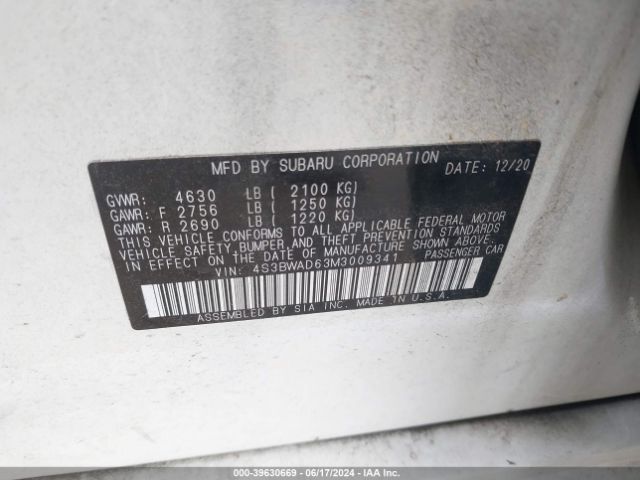 MFD BY SUBARU CORPORATION DATE: 12/20
GVWR: 4630 LB ( 2100 KG)
GAWR: F 2756 LB ( 1250 KG)
GAWR: R 2690 LB ( 1220 KG)
THIS VEHICLE CONFORMS TO ALL APPLICABLE FEDERAL MOTOR
VEHICLE SAFETY, BUMPER, AND THEFT PREVENTION STANDARDS
IN EFFECT ON THE DATE OF MANUFACTURE SHOWN ABOVE.
VIN: 4S3BWAD63M3009341 PASSENGER CAR
ASSEMBLED BY SIA INC. MADE IN U.S.A.
000-39630669 - 06/17/2024 - IAA Inc.